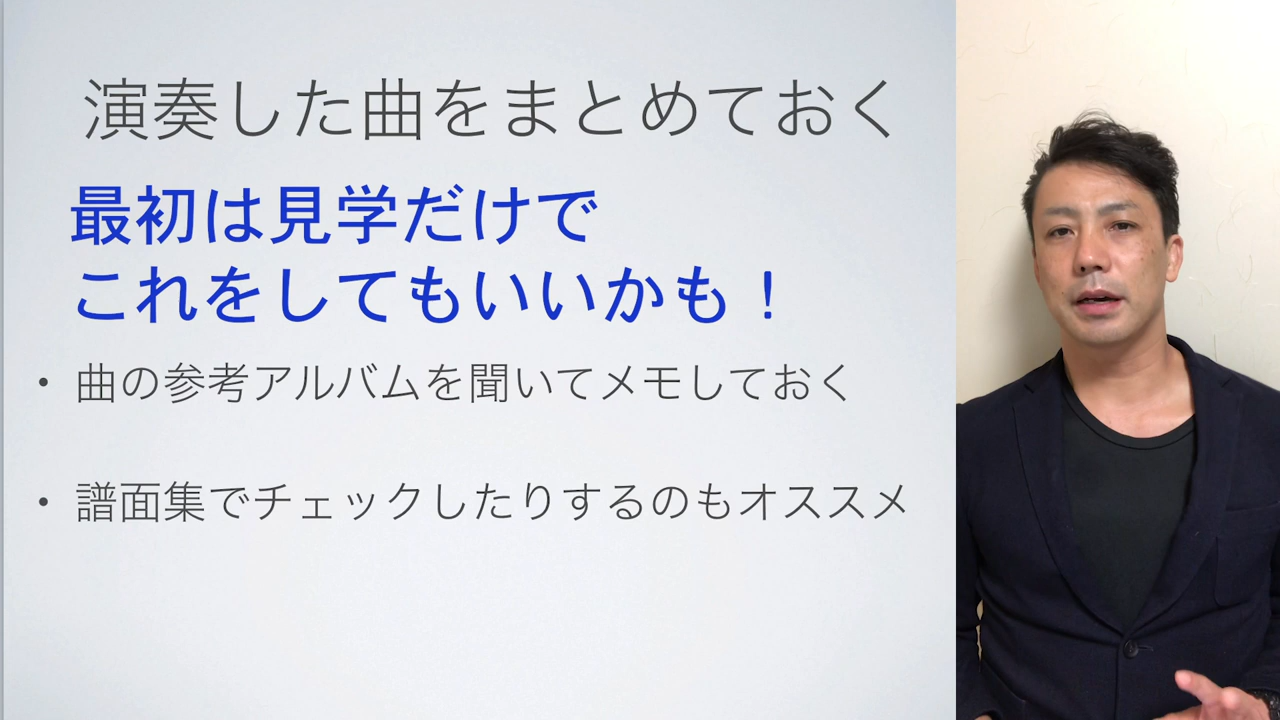 演奏した曲をまとめておく
最初は見学だけで
これをしてもいいかも！
・曲の参考アルバムを聞いてメモしておく
・譜面集でチェックしたりするのもオススメ